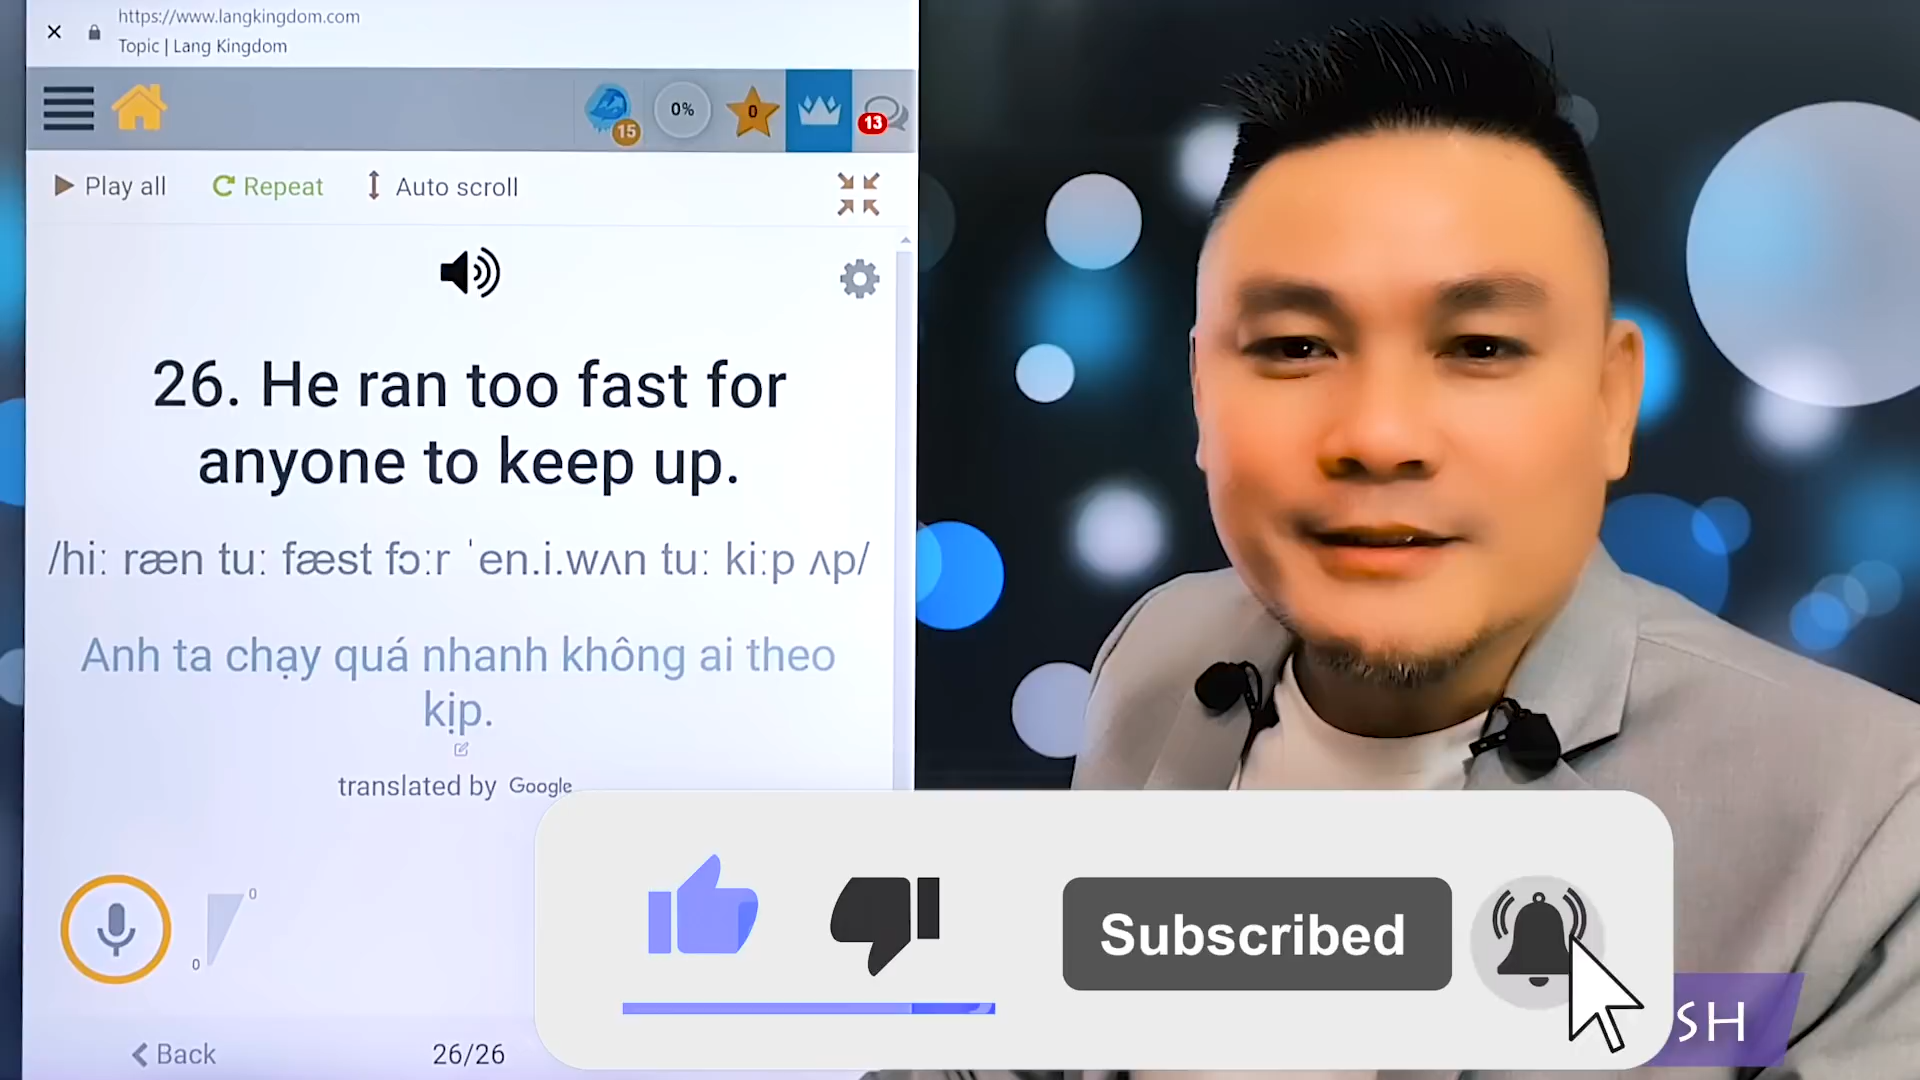 https://www.langkingdom.com
Topic | Lang Kingdom
15
0%
0
13
Play all
Repeat
Auto scroll
26. He ran too fast for
anyone to keep up.
/hiː ræn tuː fæst fɔːr ˈen.i.wʌn tuː kiːp ʌp/
Anh ta chạy quá nhanh không ai theo
kịp.
translated by Google
0
0
Subscribed
SH
Back
26/26